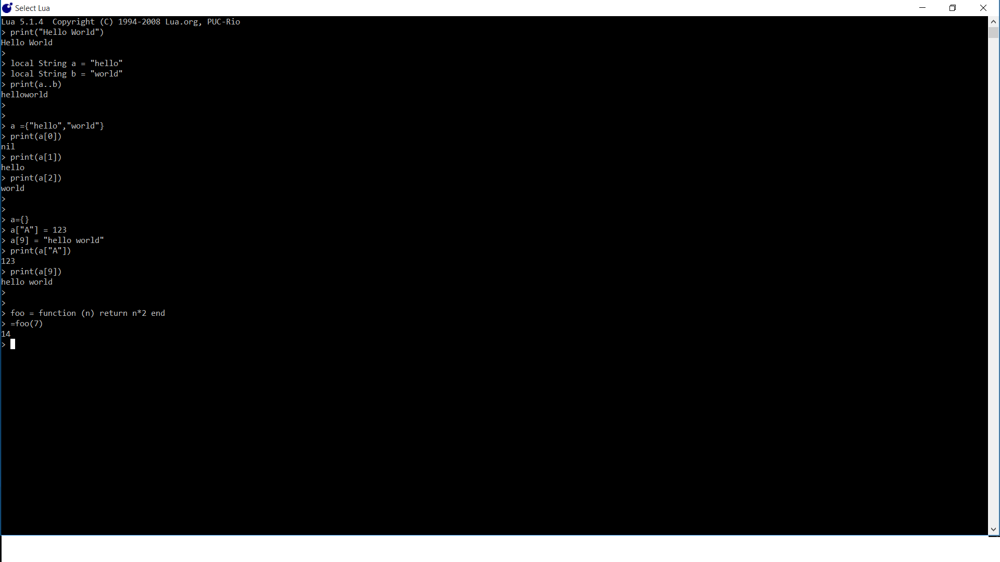 Select Lua
Lua 5.1.4  Copyright (C) 1994-2008 Lua.org, PUC-Rio
> print("Hello World")
Hello World
>
> local String a = "hello"
> local String b = "world"
> print(a..b)
helloworld
>
>
> a ={"hello","world"}
> print(a[0])
nil
> print(a[1])
hello
> print(a[2])
world
>
>
> a={}
> a["A"] = 123
> a[9] = "hello world"
> print(a["A"])
123
> print(a[9])
hello world
>
>
> foo = function (n) return n*2 end
> =foo(7)
14
>